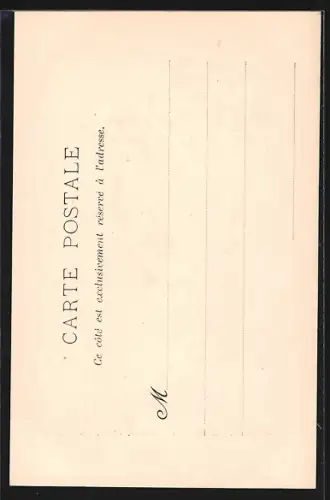 CARTE POSTALE
Ce côté est exclusivement réservé à l'adresse.
M